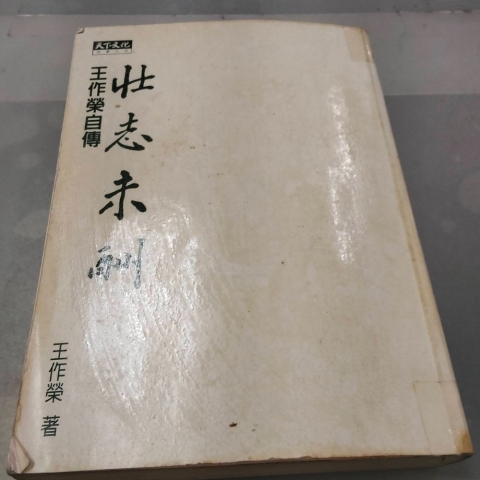 天下文化
壯志未酬
王作榮自傳
王作榮 著